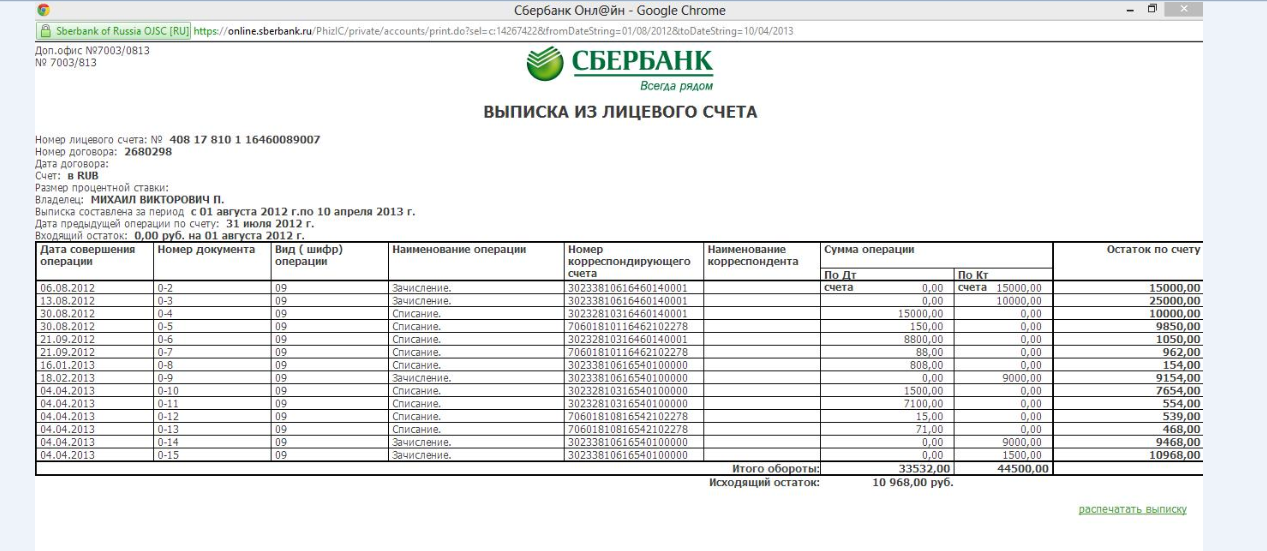 Сбербанк Онл@йн - Google Chrome
Sberbank of Russia OJSC [RU] https://online.sberbank.ru/PhizIC/private/accounts/print.do?sel=c:14267422&fromDateString=01/08/2012&toDateString=10/04/2013
Доп.офис №7003/0813
№ 7003/813
СБЕРБАНК
Всегда рядом
ВЫПИСКА ИЗ ЛИЦЕВОГО СЧЕТА
Номер лицевого счета: № 408 17 810 1 16460089007
Номер договора: 2680298
Дата договора:
Счет: в RUB
Размер процентной ставки:
Владелец: МИХАИЛ ВИКТОРОВИЧ П.
Выписка составлена за период с 01 августа 2012 г.по 10 апреля 2013 г.
Дата предыдущей операции по счету: 31 июля 2012 г.
Входящий остаток: 0,00 руб. на 01 августа 2012 г.
Дата совершения операции Номер документа Вид ( шифр) операции Наименование операции Номер корреспондирующего счета Наименование корреспондента Сумма операции Остаток по счету
По Дт счета По Кт счета
06.08.2012 0-2 09 Зачисление. 30233810616460140001 0,00 15000,00 15000,00
13.08.2012 0-3 09 Зачисление. 30233810616460140001 0,00 10000,00 25000,00
30.08.2012 0-4 09 Списание. 30232810316460140001 15000,00 0,00 10000,00
30.08.2012 0-5 09 Списание. 70601810116462102278 150,00 0,00 9850,00
21.09.2012 0-6 09 Списание. 30232810316460140001 8800,00 0,00 1050,00
21.09.2012 0-7 09 Списание. 70601810116462102278 88,00 0,00 962,00
16.01.2013 0-8 09 Списание. 30233810616540100000 808,00 0,00 154,00
18.02.2013 0-9 09 Зачисление. 30233810616540100000 0,00 9000,00 9154,00
04.04.2013 0-10 09 Списание. 30232810316540100000 1500,00 0,00 7654,00
04.04.2013 0-11 09 Списание. 30232810316540100000 7100,00 0,00 554,00
04.04.2013 0-12 09 Списание. 70601810816542102278 15,00 0,00 539,00
04.04.2013 0-13 09 Списание. 70601810816542102278 71,00 0,00 468,00
04.04.2013 0-14 09 Зачисление. 30233810616540100000 0,00 9000,00 9468,00
04.04.2013 0-15 09 Зачисление. 30233810616540100000 0,00 1500,00 10968,00
Итого обороты: 33532,00 44500,00
Исходящий остаток: 10 968,00 руб.
распечатать выписку